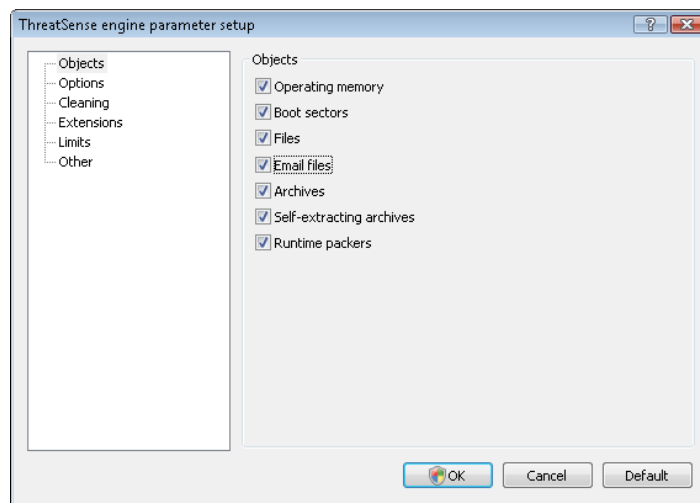 ThreatSense engine parameter setup
Objects
Options
Cleaning
Extensions
Limits
Other
Objects
Operating memory
Boot sectors
Files
Email files
Archives
Self-extracting archives
Runtime packers
OK Cancel Default